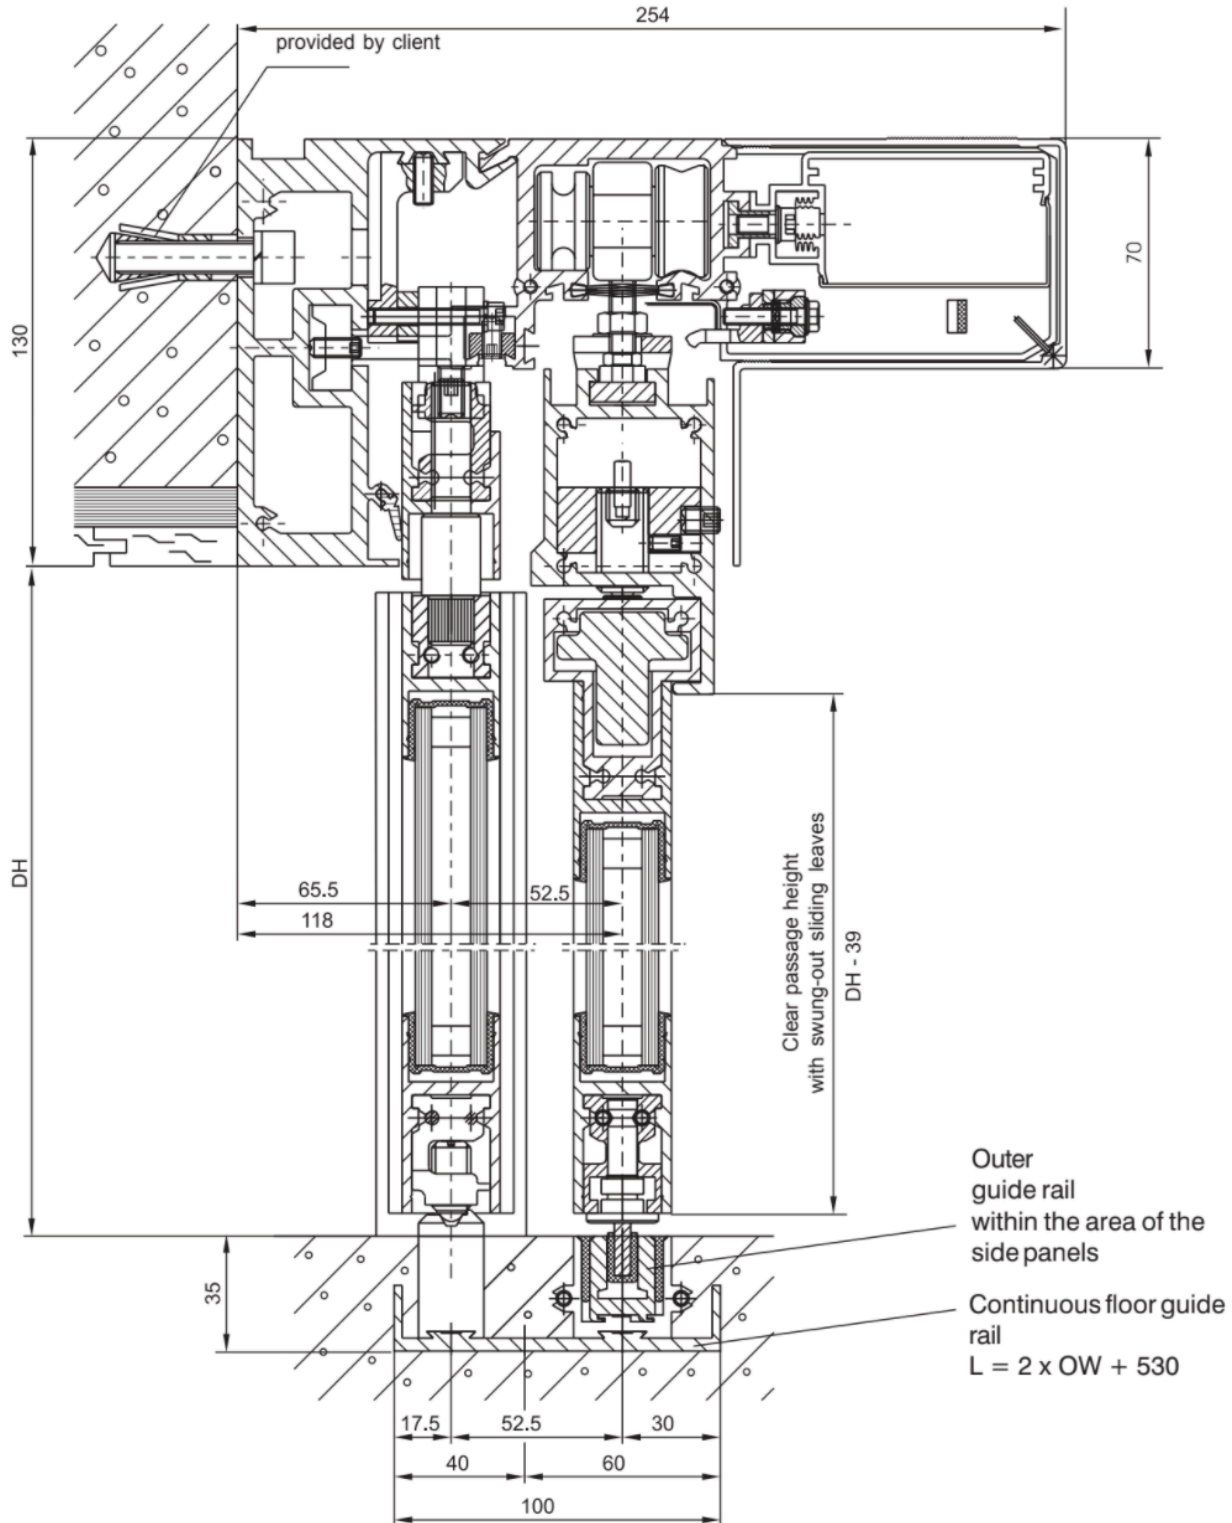 254
provided by client
130
70
DH
65.5
52.5
118
Clear passage height
with swung-out sliding leaves
DH - 39
Outer
guide rail
within the area of the
side panels
35
Continuous floor guide
rail
L = 2 x OW + 530
17.5
52.5
30
40
60
100